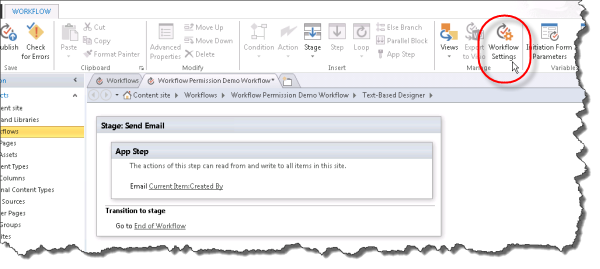 WORKFLOW
Publish
Check for Errors
Save
Paste
Cut
Copy
Format Painter
Clipboard
Advanced Properties
Move Up
Move Down
Delete
Modify
Condition
Action
Stage
Step
Loop
Else Branch
Parallel Block
App Step
Insert
Views
Export to Visio
Workflow Settings
Manage
Initiation Form Parameters
Variable
Workflows
Workflow Permission Demo Workflow *
Content site
Workflows
Workflow Permission Demo Workflow
Text-Based Designer
on
cts
ent site
and Libraries
flows
Pages
Assets
ent Types
Columns
nal Content Types
Sources
er Pages
Groups
ites
Stage: Send Email
App Step
The actions of this step can read from and write to all items in this site.
Email Current Item:Created By
Transition to stage
Go to End of Workflow